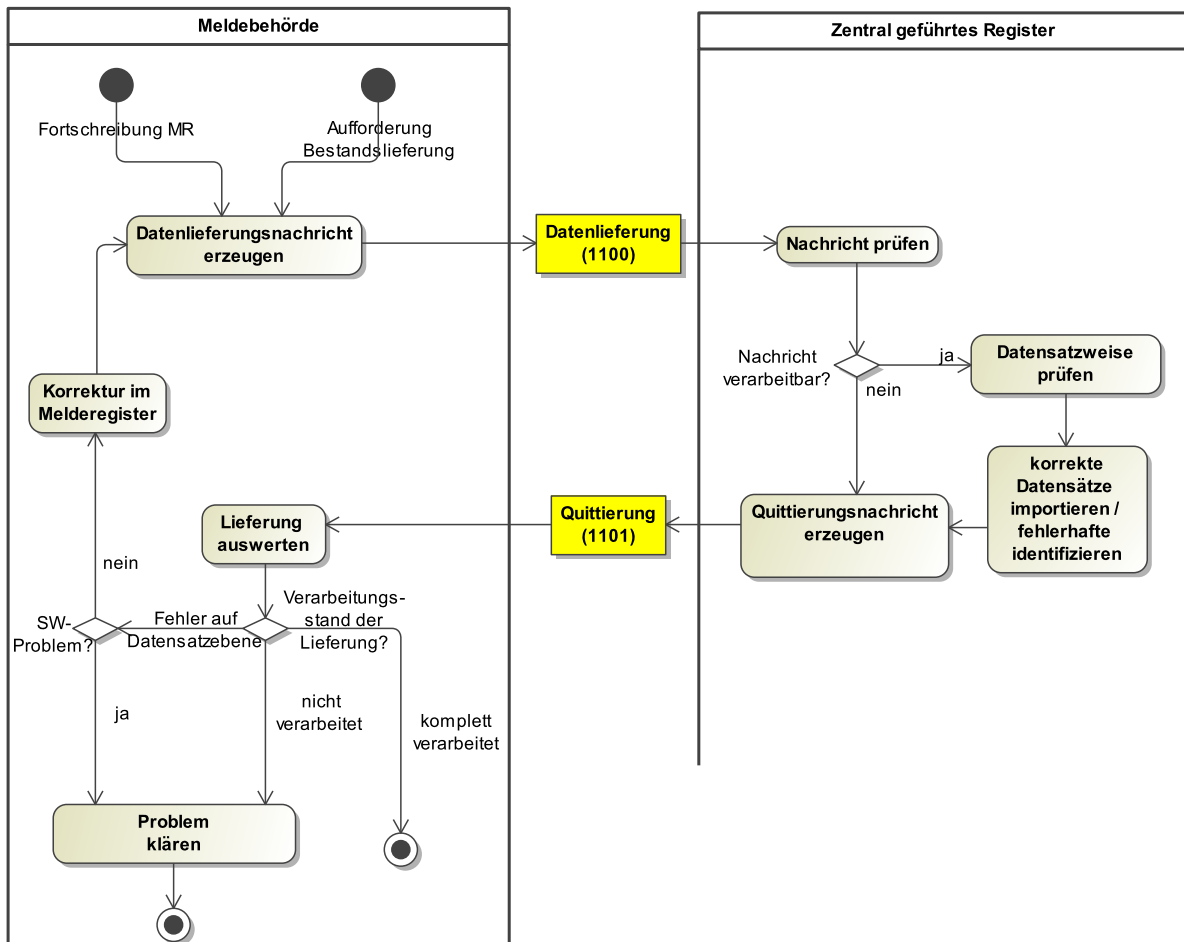 Meldebehörde
Zentral geführtes Register
Fortschreibung MR
Aufforderung
Bestandslieferung
Datenlieferungsnachricht
erzeugen
Datenlieferung
(1100)
Nachricht prüfen
Nachricht
verarbeitbar?
ja
nein
Datensatzweise
prüfen
Korrektur im
Melderegister
korrekte
Datensätze
importieren /
fehlerhafte
identifizieren
Quittierungsnachricht
erzeugen
Quittierung
(1101)
Lieferung
auswerten
nein
Verarbeitungs-
stand der
Lieferung?
Fehler auf
Datensatzebene
SW-
Problem?
ja
nicht
verarbeitet
komplett
verarbeitet
Problem
klären